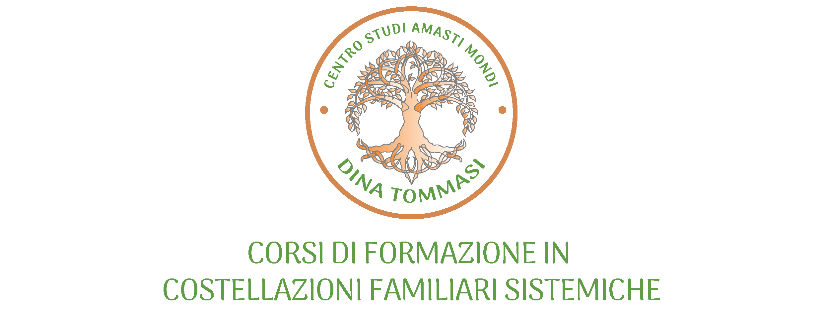 CENTRO STUDI AMASTI MONDI
DINA TOMMASI
CORSI DI FORMAZIONE IN
COSTELLAZIONI FAMILIARI SISTEMICHE